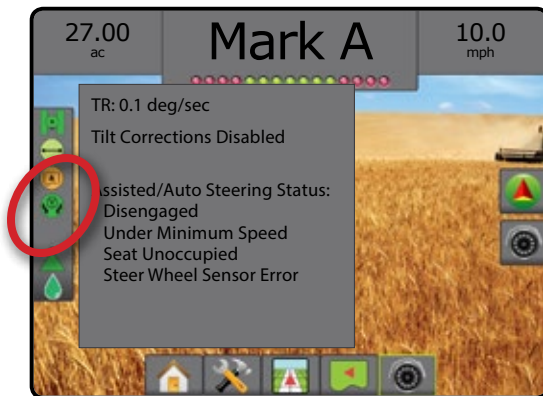 27.00
ac
Mark A
10.0
mph
TR: 0.1 deg/sec
Tilt Corrections Disabled
Assisted/Auto Steering Status:
Disengaged
Under Minimum Speed
Seat Unoccupied
Steer Wheel Sensor Error